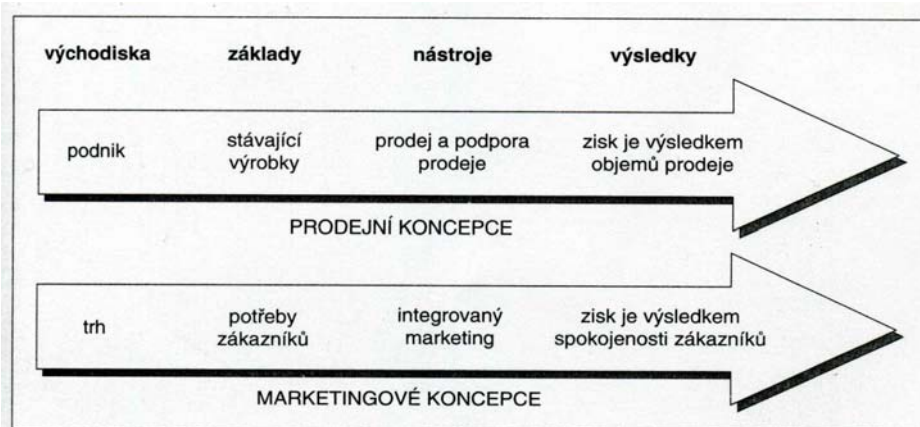 východiska základy nástroje výsledky
podnik stávající výrobky prodej a podpora prodeje zisk je výsledkem objemů prodeje
PRODEJNÍ KONCEPCE
trh potřeby zákazníků integrovaný marketing zisk je výsledkem spokojenosti zákazníků
MARKETINGOVÉ KONCEPCE